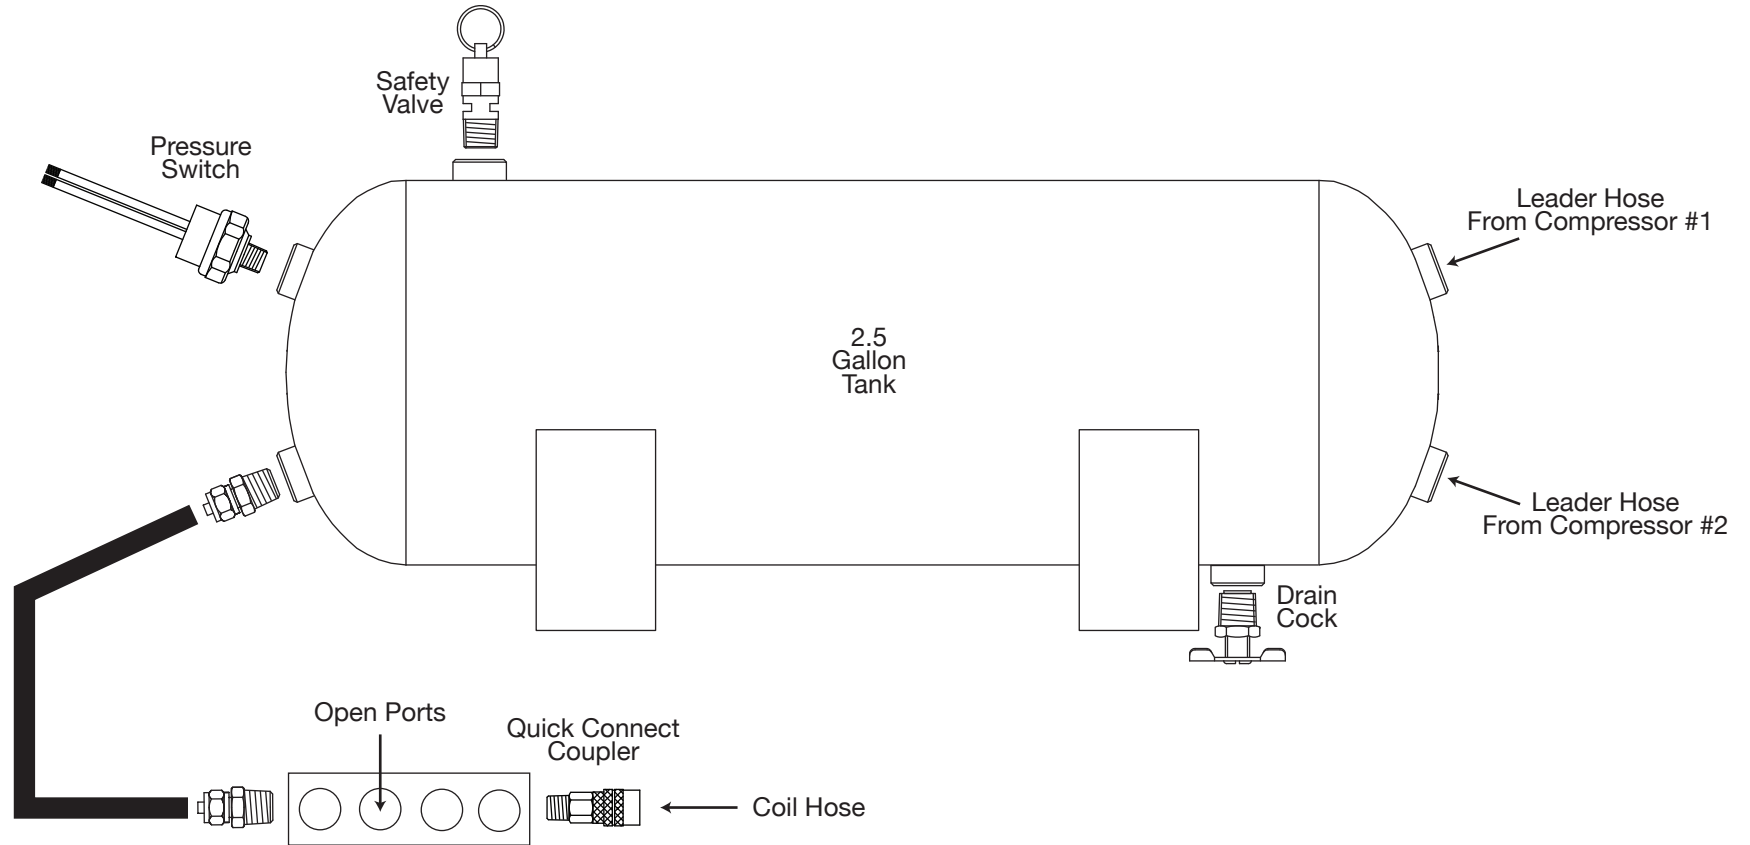 Safety
Valve
Pressure
Switch
Leader Hose
From Compressor #1
2.5
Gallon
Tank
Leader Hose
From Compressor #2
Drain
Cock
Open Ports
Quick Connect
Coupler
Coil Hose